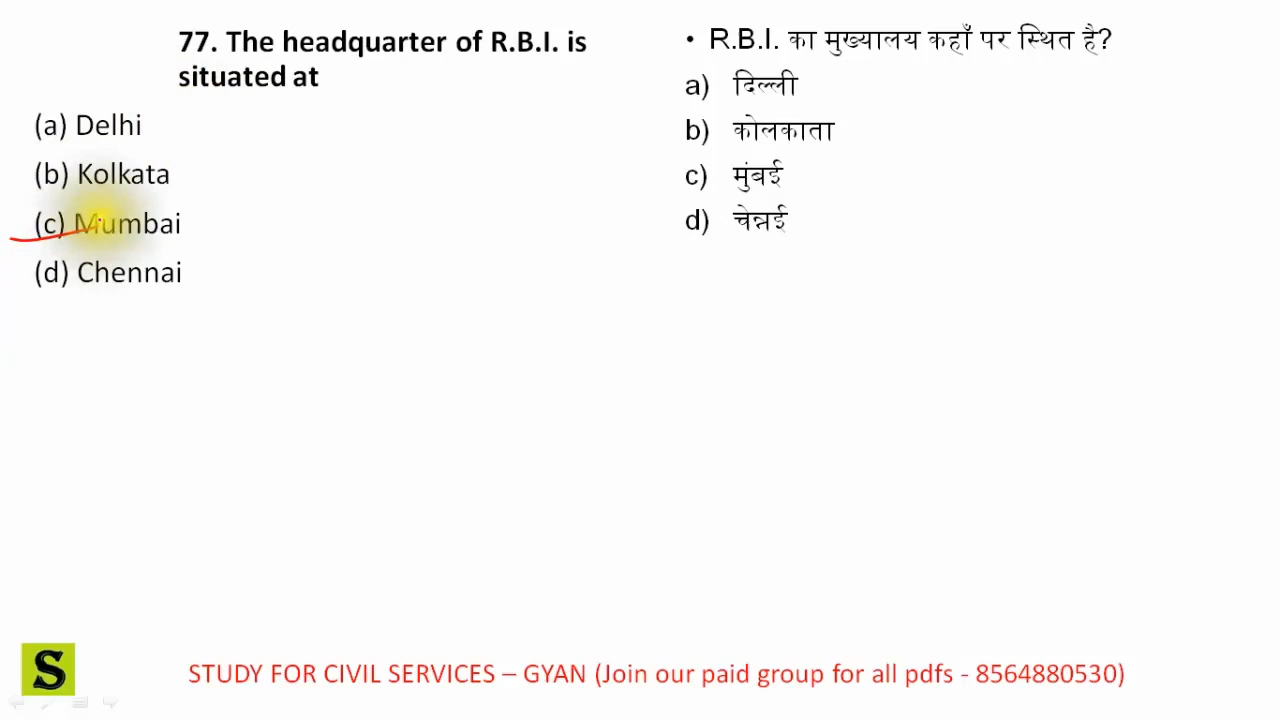 77. The headquarter of R.B.I. is
situated at
(a) Delhi
(b) Kolkata
(c) Mumbai
(d) Chennai
• R.B.I. का मुख्यालय कहाँ पर स्थित है?
a) दिल्ली
b) कोलकाता
c) मुंबई
d) चेन्नई
S
STUDY FOR CIVIL SERVICES – GYAN (Join our paid group for all pdfs - 8564880530)